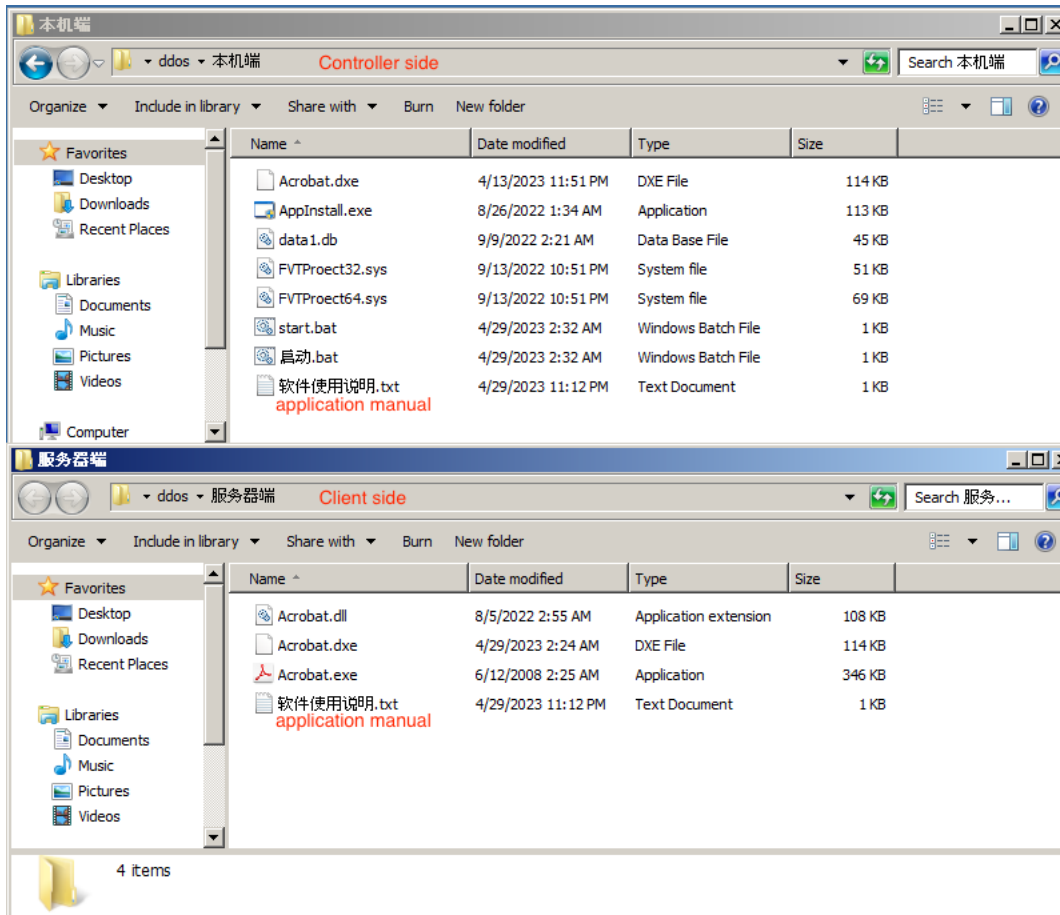 本机端
ddos 本机端 Controller side Search 本机端
Organize Include in library Share with Burn New folder
Favorites
Desktop
Downloads
Recent Places
Libraries
Documents
Music
Pictures
Videos
Computer
Name Date modified Type Size
Acrobat.dxe 4/13/2023 11:51 PM DXE File 114 KB
AppInstall.exe 8/26/2022 1:34 AM Application 113 KB
data1.db 9/9/2022 2:21 AM Data Base File 45 KB
FVTProect32.sys 9/13/2022 10:51 PM System file 51 KB
FVTProect64.sys 9/13/2022 10:51 PM System file 69 KB
start.bat 4/29/2023 2:32 AM Windows Batch File 1 KB
启动.bat 4/29/2023 2:32 AM Windows Batch File 1 KB
软件使用说明.txt 4/29/2023 11:12 PM Text Document 1 KB
application manual
服务器端
ddos 服务器端 Client side Search 服务...
Organize Include in library Share with Burn New folder
Favorites
Desktop
Downloads
Recent Places
Libraries
Documents
Music
Pictures
Videos
Name Date modified Type Size
Acrobat.dll 8/5/2022 2:55 AM Application extension 108 KB
Acrobat.dxe 4/29/2023 2:24 AM DXE File 114 KB
Acrobat.exe 6/12/2008 2:25 AM Application 346 KB
软件使用说明.txt 4/29/2023 11:12 PM Text Document 1 KB
application manual
4 items